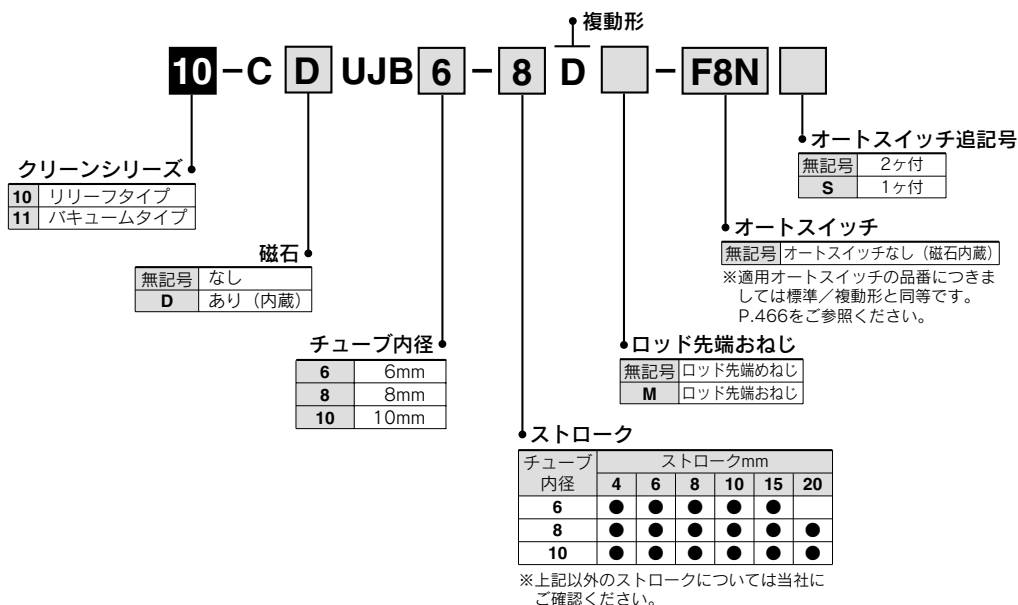 複動形
10-CDUJB6-8D□-F8N□
クリーンシリーズ
10 リリーフタイプ
11 バキュームタイプ
磁石
無記号 なし
D あり（内蔵）
チューブ内径
6 6mm
8 8mm
10 10mm
ストローク
チューブ内径 ストロークmm
4 6 8 10 15 20
6 ● ● ● ● ●
8 ● ● ● ● ● ●
10 ● ● ● ● ● ●
※上記以外のストロークについては当社に
ご確認ください。
ロッド先端おねじ
無記号 ロッド先端めねじ
M ロッド先端おねじ
オートスイッチ
無記号 オートスイッチなし（磁石内蔵）
※適用オートスイッチの品番につきま
しては標準／複動形と同等です。
P.466をご参照ください。
オートスイッチ追記号
無記号 2ヶ付
S 1ヶ付